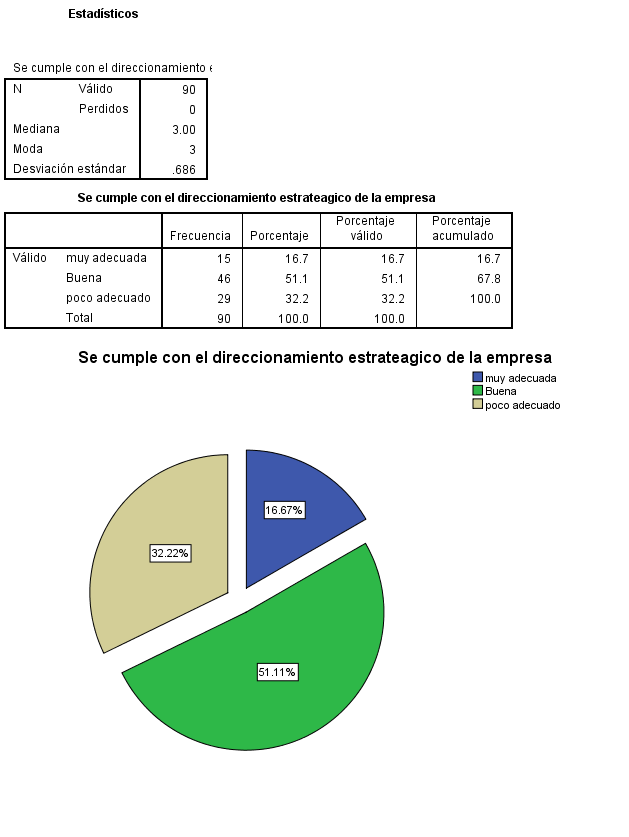 Estadísticos
Se cumple con el direccionamiento
N Válido 90
Perdidos 0
Mediana 3.00
Moda 3
Desviación estándar .686
Se cumple con el direccionamiento estrateagico de la empresa
Frecuencia Porcentaje Porcentaje válido Porcentaje acumulado
Válido muy adecuada 15 16.7 16.7 16.7
Buena 46 51.1 51.1 67.8
poco adecuado 29 32.2 32.2 100.0
Total 90 100.0 100.0
Se cumple con el direccionamiento estrateagico de la empresa
muy adecuada
Buena
poco adecuado
16.67%
32.22%
51.11%